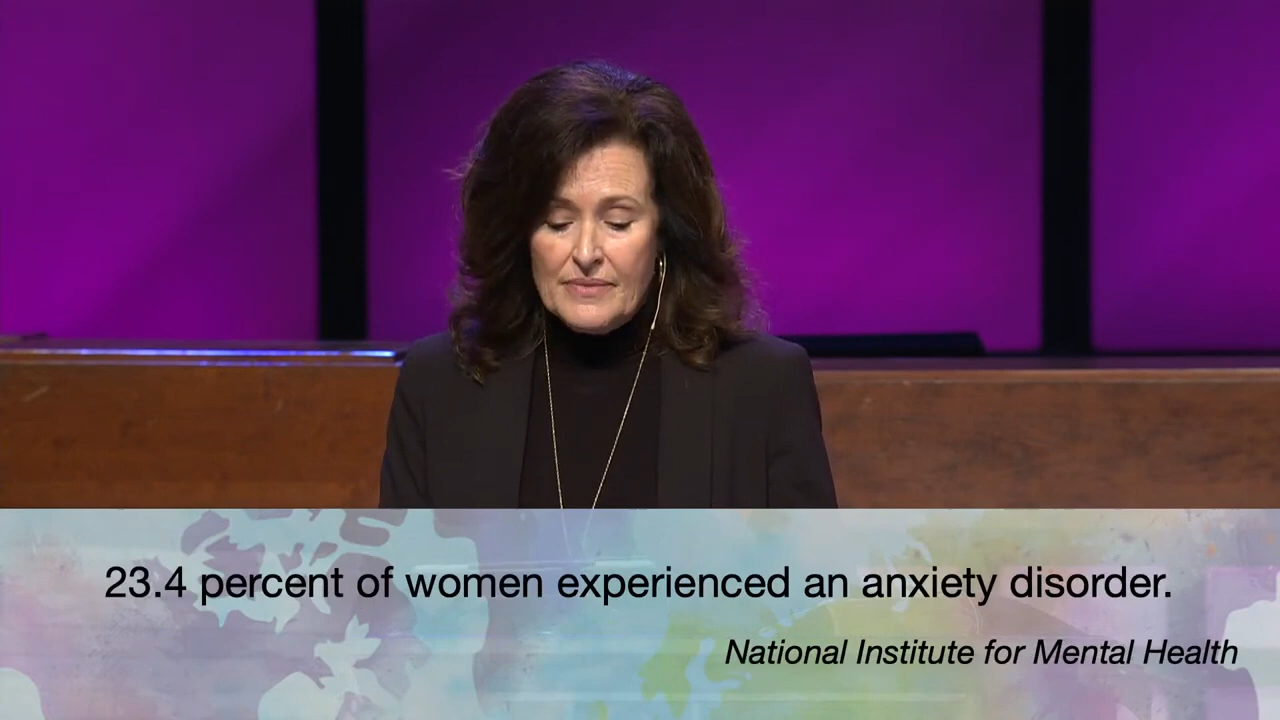 23.4 percent of women experienced an anxiety disorder.
National Institute for Mental Health